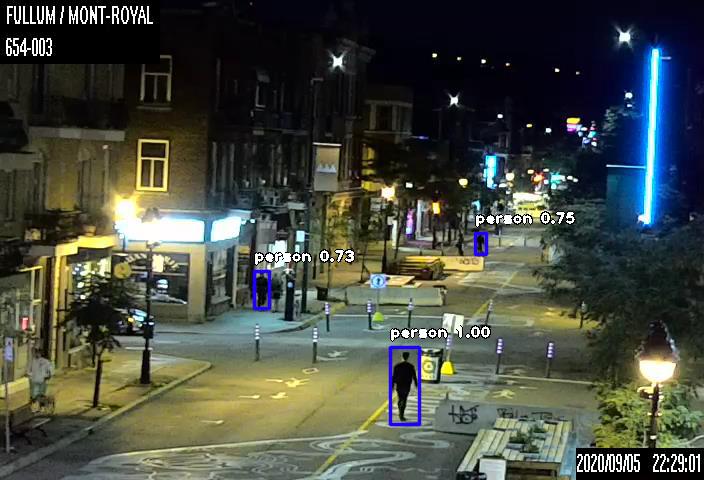 FULLUM / MONT-ROYAL
654-003
person 0.75
person 0.73
person 1.00
2020/09/05 22:29:01